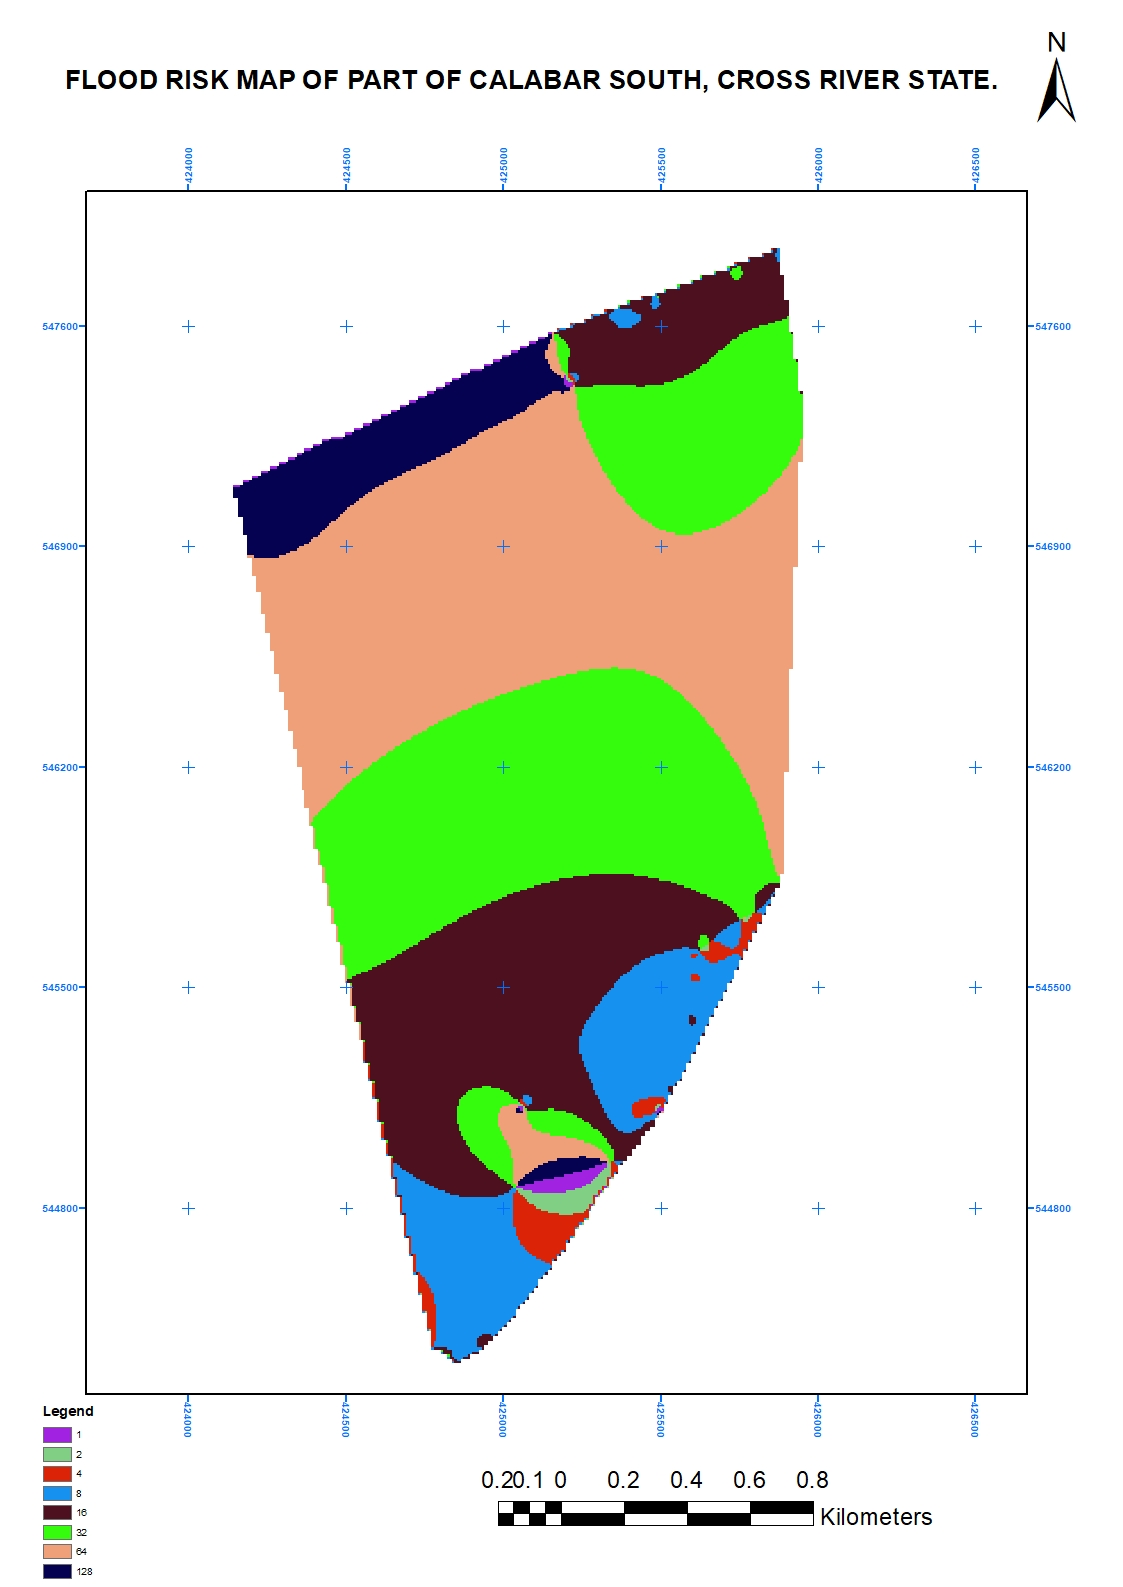 N
FLOOD RISK MAP OF PART OF CALABAR SOUTH, CROSS RIVER STATE.
424000 424500 425000 425500 426000 426500
547600 547600
546900 546900
546200 546200
545500 545500
544800 544800
424000 424500 425000 425500 426000 426500
Legend
1
2
4
8
16
32
64
128
0.2 0.1 0 0.2 0.4 0.6 0.8
Kilometers